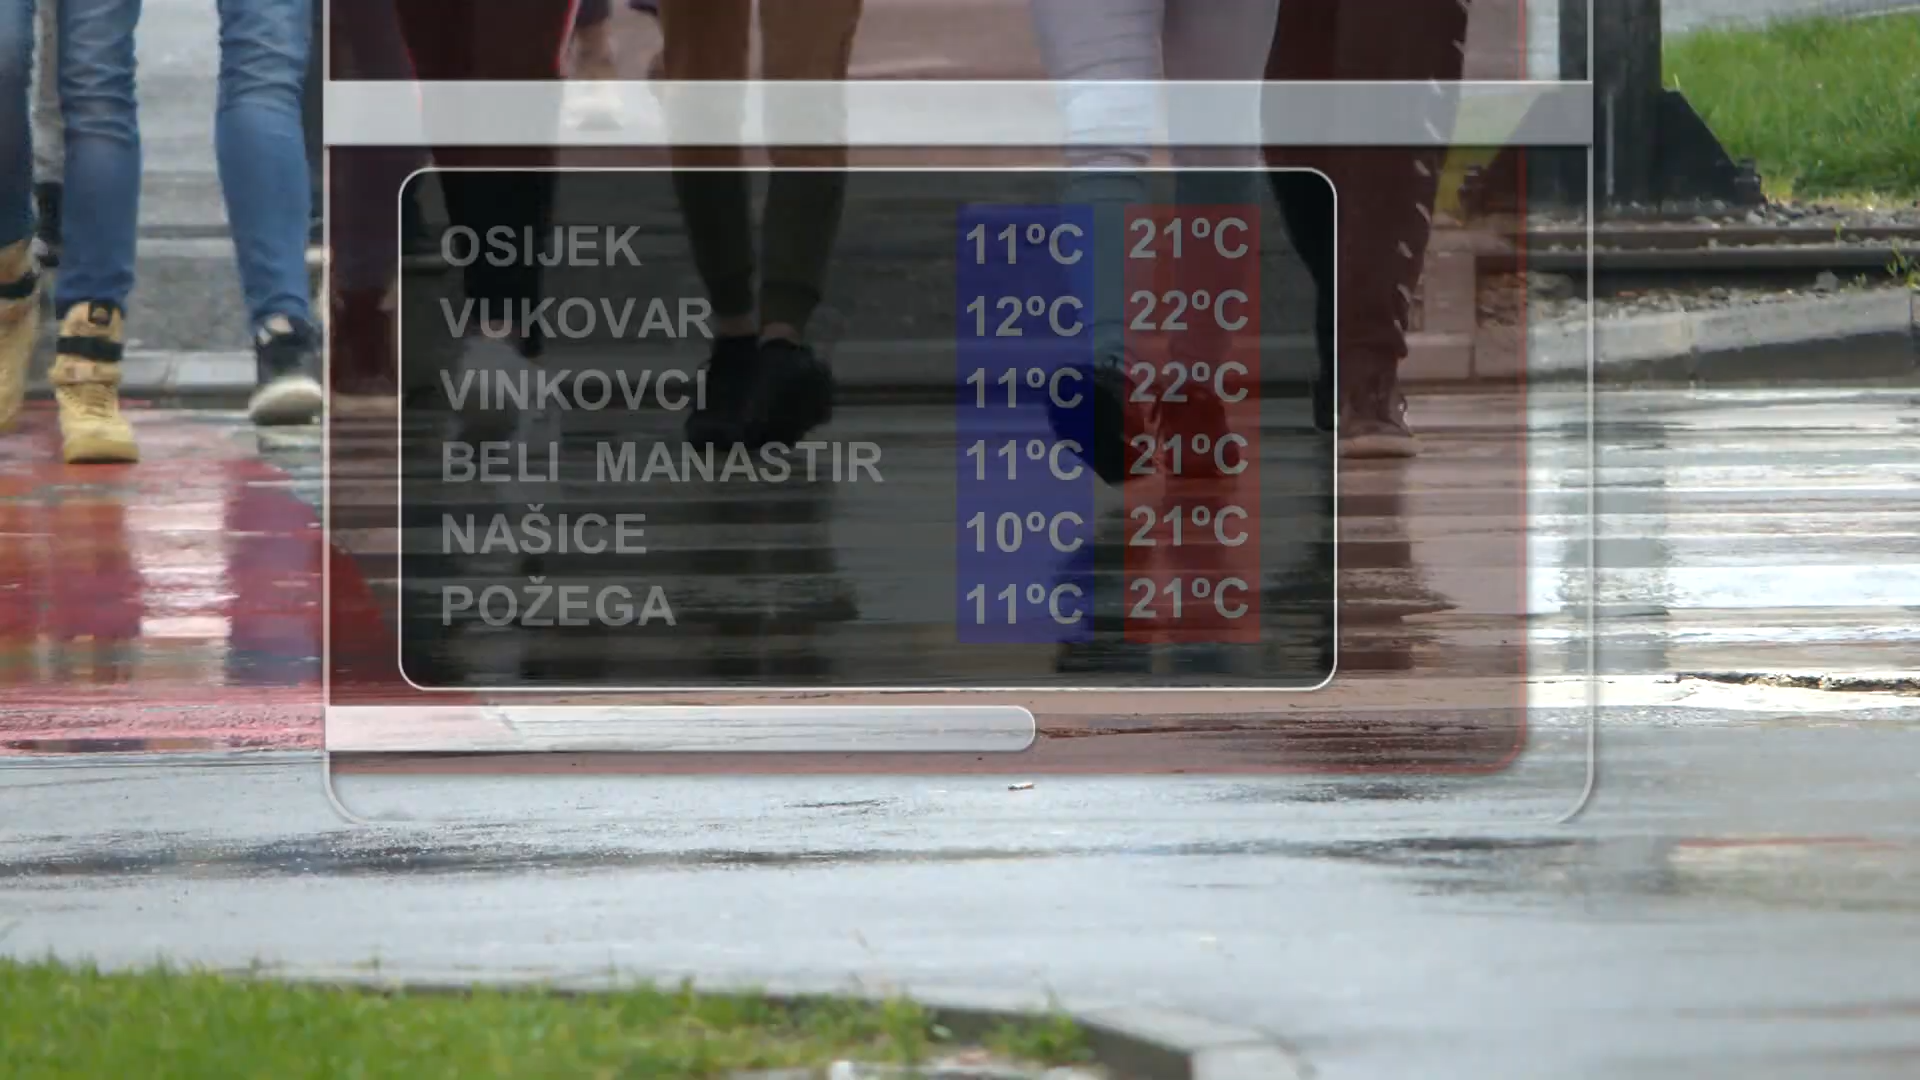 OSIJEK 11ºC 21ºC
VUKOVAR 12ºC 22ºC
VINKOVCI 11ºC 22ºC
BELI MANASTIR 11ºC 21ºC
NAŠICE 10ºC 21ºC
POŽEGA 11ºC 21ºC